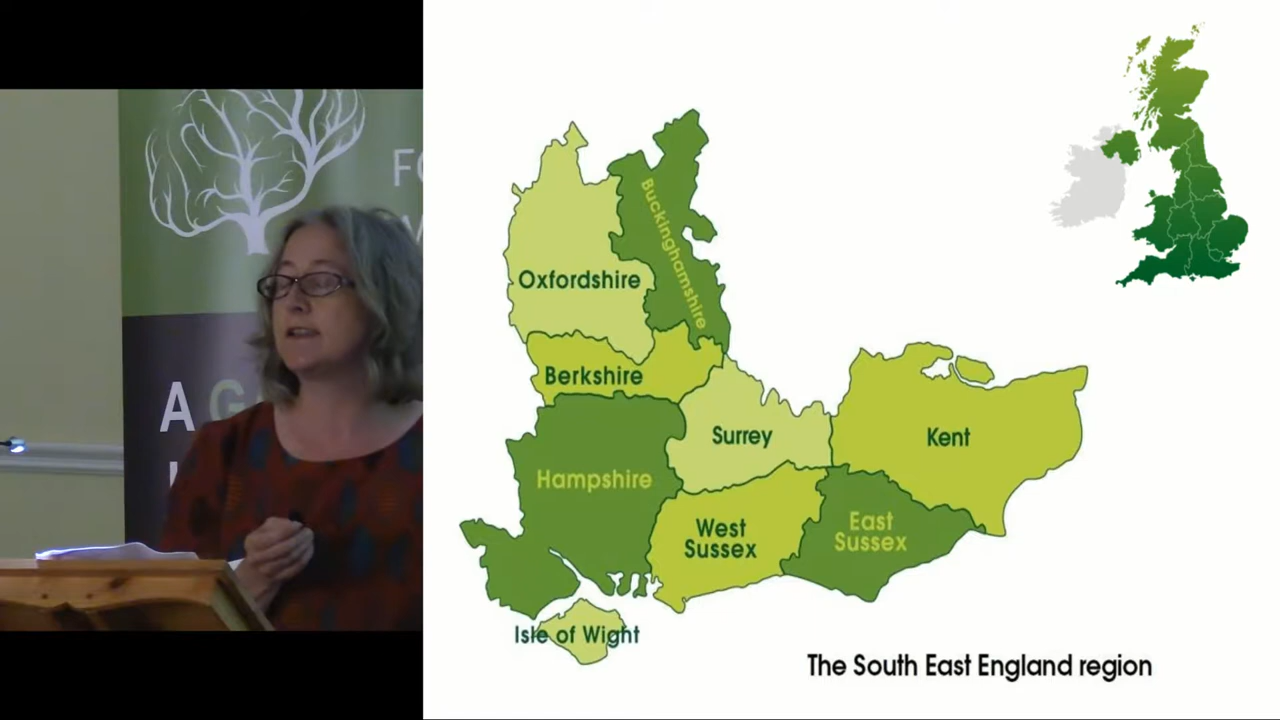 A
Buckinghamshire
Oxfordshire
Berkshire
Surrey
Kent
Hampshire
West
Sussex
East
Sussex
Isle of Wight
The South East England region